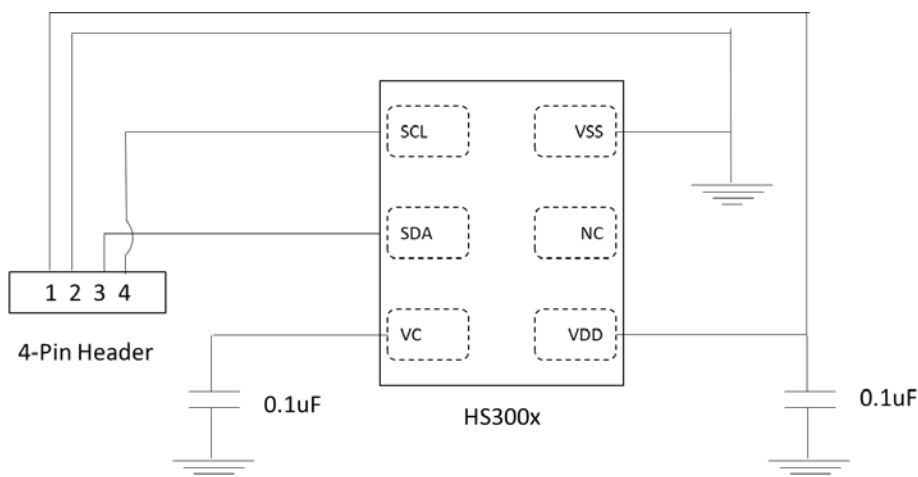 SCL
VSS
SDA
NC
1 2 3 4
VC
VDD
4-Pin Header
0.1uF
HS300x
0.1uF